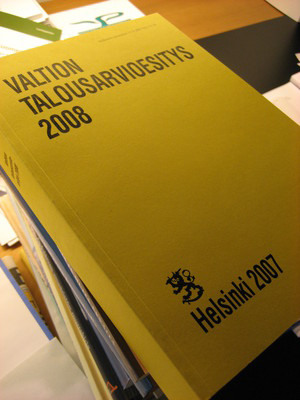 VALTION
TALOUSARVIOESITYS
2008
Helsinki 2007